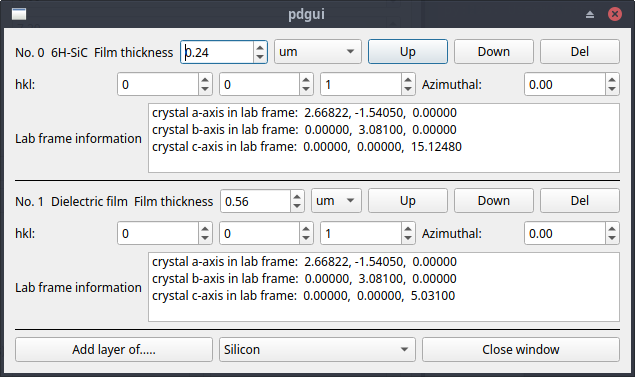 pdgui
No. 0 6H-SiC Film thickness 0.24 um Up Down Del
hkl: 0 0 1 Azimuthal: 0.00
Lab frame information
crystal a-axis in lab frame: 2.66822, -1.54050, 0.00000
crystal b-axis in lab frame: 0.00000, 3.08100, 0.00000
crystal c-axis in lab frame: 0.00000, 0.00000, 15.12480
No. 1 Dielectric film Film thickness 0.56 um Up Down Del
hkl: 0 0 1 Azimuthal: 0.00
Lab frame information
crystal a-axis in lab frame: 2.66822, -1.54050, 0.00000
crystal b-axis in lab frame: 0.00000, 3.08100, 0.00000
crystal c-axis in lab frame: 0.00000, 0.00000, 5.03100
Add layer of..... Silicon Close window